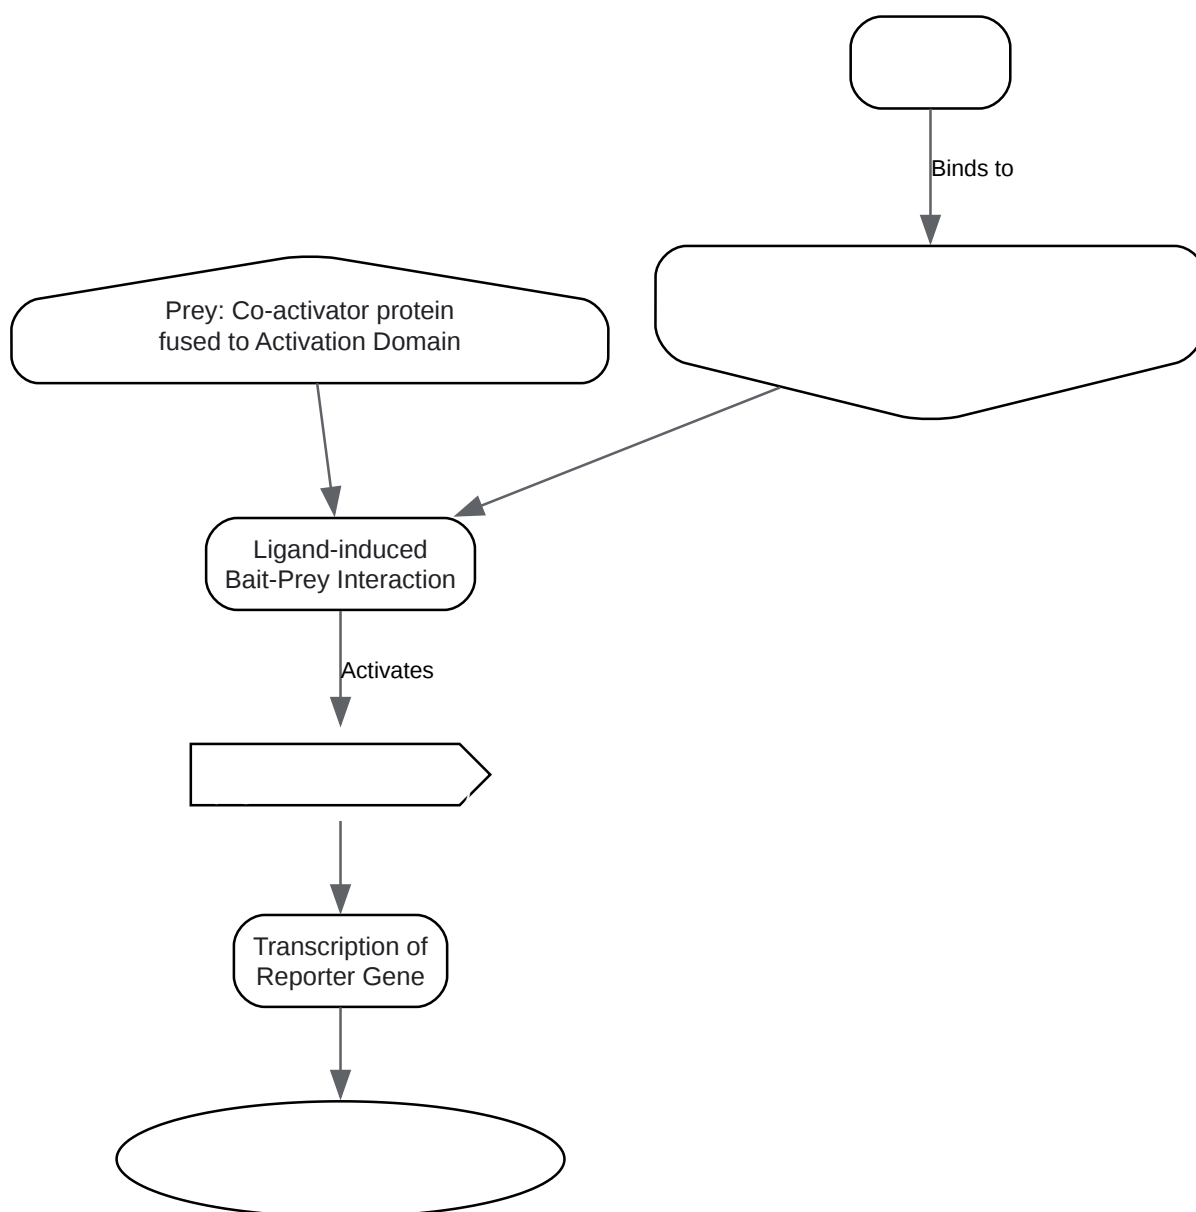 Binds to
Prey: Co-activator protein
fused to Activation Domain
Ligand-induced
Bait-Prey Interaction
Activates
Transcription of
Reporter Gene